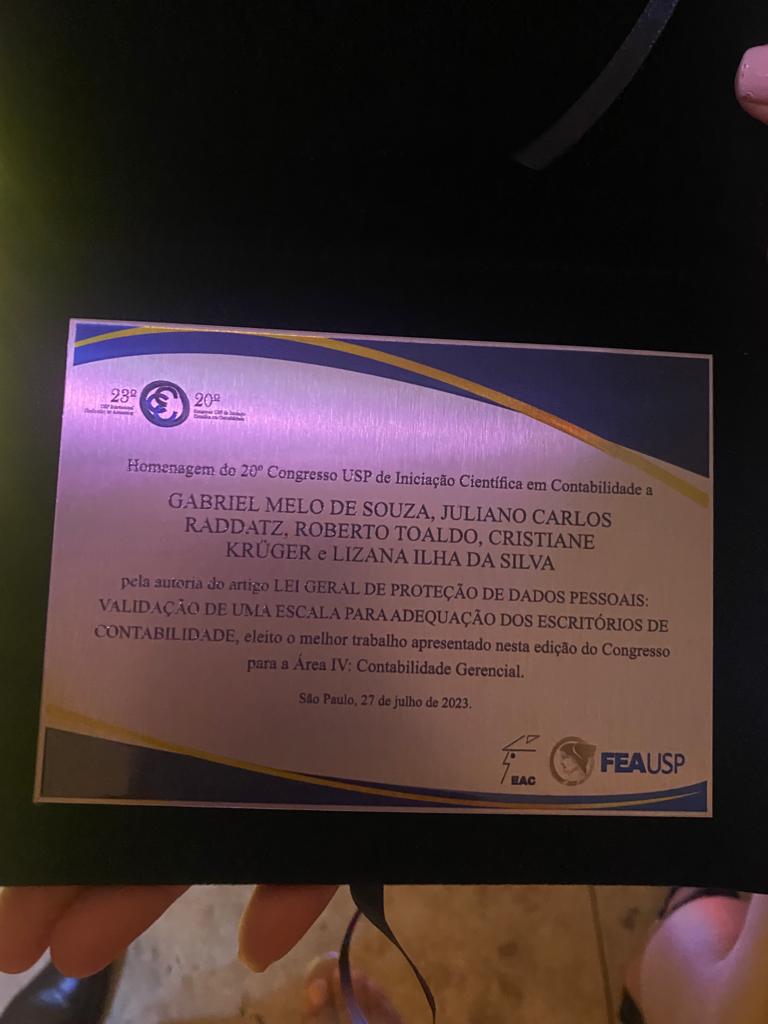 23º
20º
Homenagem do 20º Congresso USP de Iniciação Científica em Contabilidade a
GABRIEL MELO DE SOUZA, JULIANO CARLOS
RADDATZ, ROBERTO TOALDO, CRISTIANE
KRÜGER e LIZANA ILHA DA SILVA
pela autoria do artigo LEI GERAL DE PROTEÇÃO DE DADOS PESSOAIS:
VALIDAÇÃO DE UMA ESCALA PARA ADEQUAÇÃO DOS ESCRITÓRIOS DE
CONTABILIDADE, eleito o melhor trabalho apresentado nesta edição do Congresso
para a Área IV: Contabilidade Gerencial.
São Paulo, 27 de julho de 2023.
EAC
FEAUSP